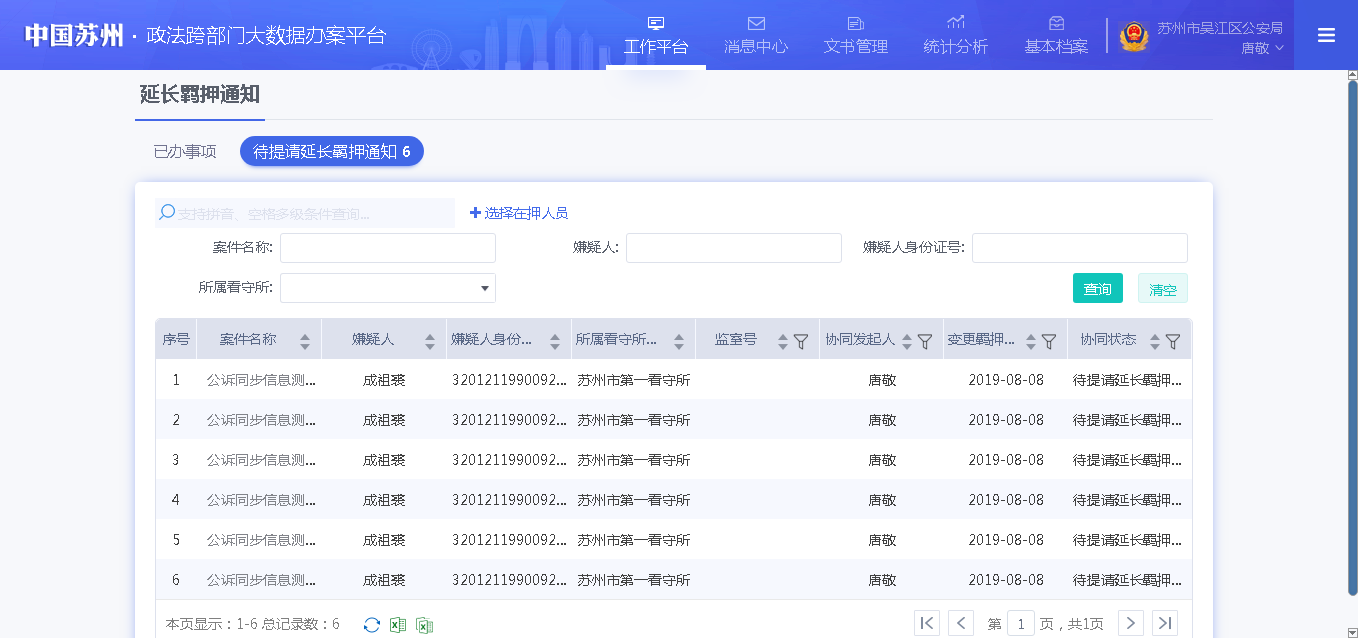 中国苏州 · 政法跨部门大数据办案平台
工作平台 消息中心 文书管理 统计分析 基本档案
苏州市吴江区公安局
唐敬
延长羁押通知
已办事项 待提请延长羁押通知 6
支持拼音、空格多级条件查询... 选择在押人员
案件名称: 嫌疑人: 嫌疑人身份证号:
所属看守所: 查询 清空
序号 案件名称 嫌疑人 嫌疑人身份... 所属看守所... 监室号 协同发起人 变更羁押... 协同状态
1 公诉同步信息测... 成祖裘 3201211990092... 苏州市第一看守所 唐敬 2019-08-08 待提请延长羁押...
2 公诉同步信息测... 成祖裘 3201211990092... 苏州市第一看守所 唐敬 2019-08-08 待提请延长羁押...
3 公诉同步信息测... 成祖裘 3201211990092... 苏州市第一看守所 唐敬 2019-08-08 待提请延长羁押...
4 公诉同步信息测... 成祖裘 3201211990092... 苏州市第一看守所 唐敬 2019-08-08 待提请延长羁押...
5 公诉同步信息测... 成祖裘 3201211990092... 苏州市第一看守所 唐敬 2019-08-08 待提请延长羁押...
6 公诉同步信息测... 成祖裘 3201211990092... 苏州市第一看守所 唐敬 2019-08-08 待提请延长羁押...
本页显示：1-6 总记录数：6 第 1 页，共1页